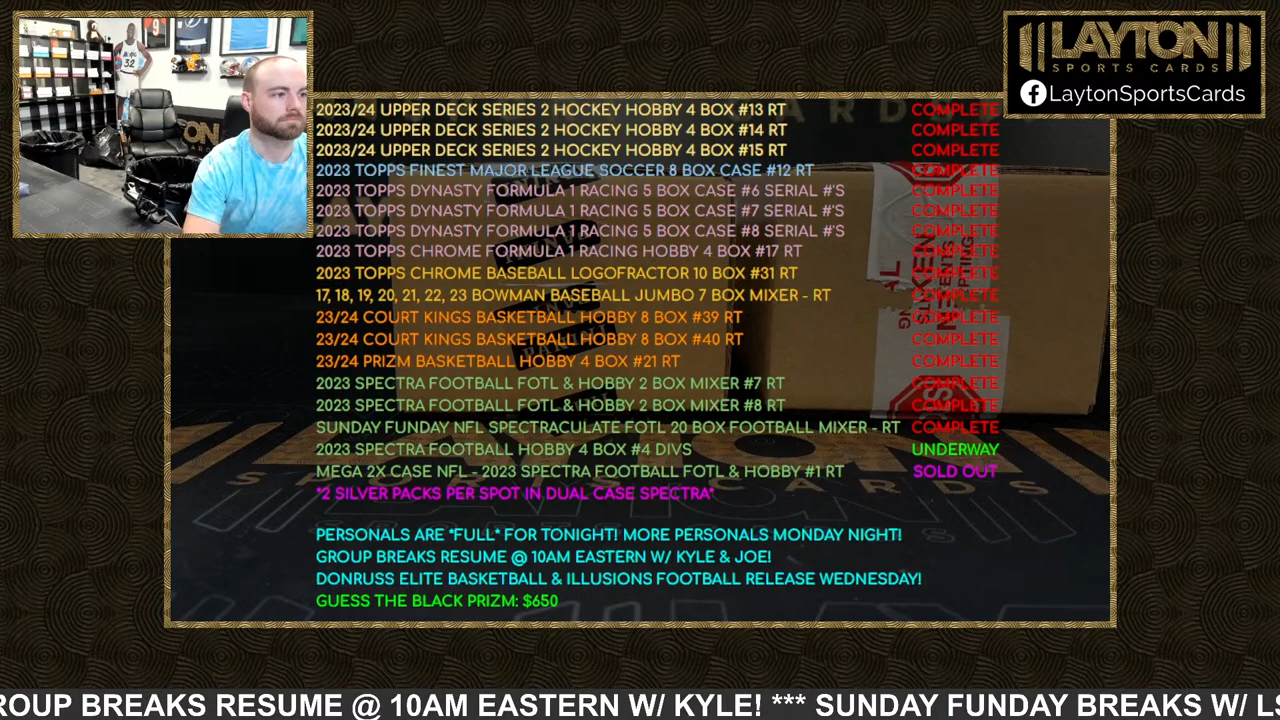 LAYTON
SPORTS CARDS
LaytonSportsCards
2023/24 UPPER DECK SERIES 2 HOCKEY HOBBY 4 BOX #13 RT COMPLETE
2023/24 UPPER DECK SERIES 2 HOCKEY HOBBY 4 BOX #14 RT COMPLETE
2023/24 UPPER DECK SERIES 2 HOCKEY HOBBY 4 BOX #15 RT COMPLETE
2023 TOPPS FINEST MAJOR LEAGUE SOCCER 8 BOX CASE #12 RT COMPLETE
2023 TOPPS DYNASTY FORMULA 1 RACING 5 BOX CASE #6 SERIAL #'S COMPLETE
2023 TOPPS DYNASTY FORMULA 1 RACING 5 BOX CASE #7 SERIAL #'S COMPLETE
2023 TOPPS DYNASTY FORMULA 1 RACING 5 BOX CASE #8 SERIAL #'S COMPLETE
2023 TOPPS CHROME FORMULA 1 RACING HOBBY 4 BOX #17 RT COMPLETE
2023 TOPPS CHROME BASEBALL LOGOFRACTOR 10 BOX #31 RT COMPLETE
17, 18, 19, 20, 21, 22, 23 BOWMAN BASEBALL JUMBO 7 BOX MIXER - RT COMPLETE
23/24 COURT KINGS BASKETBALL HOBBY 8 BOX #39 RT COMPLETE
23/24 COURT KINGS BASKETBALL HOBBY 8 BOX #40 RT COMPLETE
23/24 PRIZM BASKETBALL HOBBY 4 BOX #21 RT COMPLETE
2023 SPECTRA FOOTBALL FOTL & HOBBY 2 BOX MIXER #7 RT COMPLETE
2023 SPECTRA FOOTBALL FOTL & HOBBY 2 BOX MIXER #8 RT COMPLETE
SUNDAY FUNDAY NFL SPECTRACULATE FOTL 20 BOX FOOTBALL MIXER - RT COMPLETE
2023 SPECTRA FOOTBALL HOBBY 4 BOX #4 DIVS UNDERWAY
MEGA 2X CASE NFL - 2023 SPECTRA FOOTBALL FOTL & HOBBY #1 RT SOLD OUT
*2 SILVER PACKS PER SPOT IN DUAL CASE SPECTRA*
PERSONALS ARE *FULL* FOR TONIGHT! MORE PERSONALS MONDAY NIGHT!
GROUP BREAKS RESUME @ 10AM EASTERN W/ KYLE & JOE!
DONRUSS ELITE BASKETBALL & ILLUSIONS FOOTBALL RELEASE WEDNESDAY!
GUESS THE BLACK PRIZM: $650
ROUP BREAKS RESUME @ 10AM EASTERN W/ KYLE! *** SUNDAY FUNDAY BREAKS W/ LS